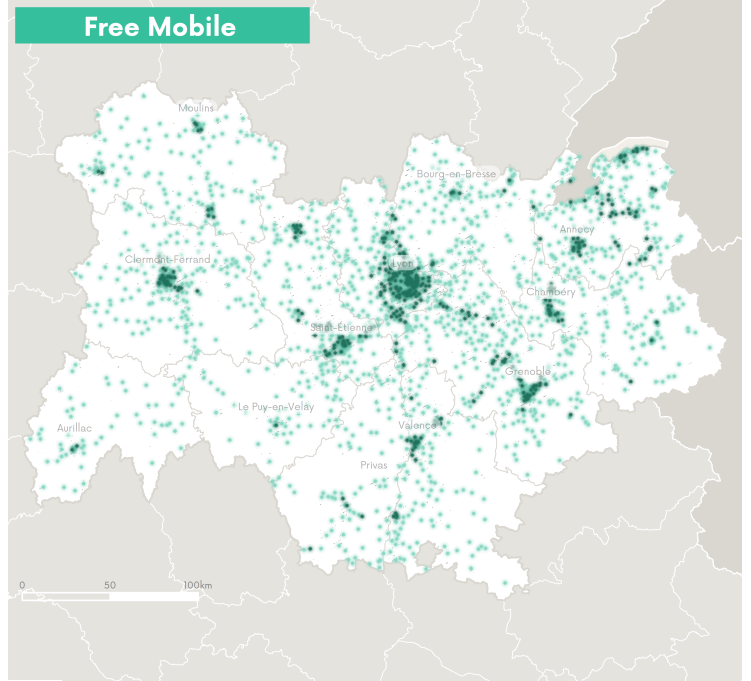 Free Mobile
Moulins
Bourg-en-Bresse
Annecy
Clermont-Ferrand
Lyon
Chambéry
Saint-Étienne
Grenoble
Le Puy-en-Velay
Aurillac
Valence
Privas
0 50 100km